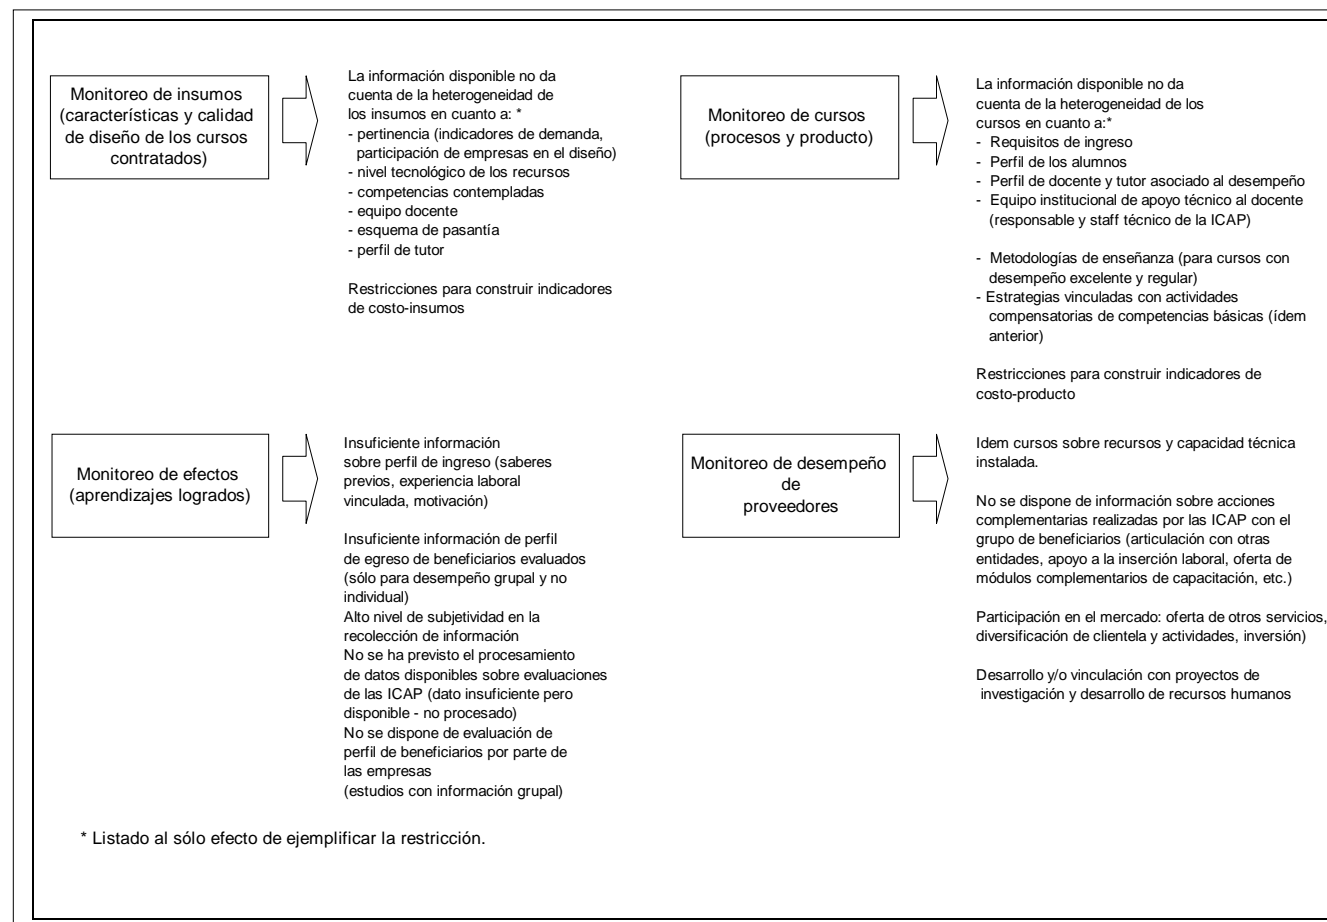 Monitoreo de insumos
(características y calidad
de diseño de los cursos
contratados)
La información disponible no da
cuenta de la heterogeneidad de
los insumos en cuanto a: *
- pertinencia (indicadores de demanda,
participación de empresas en el diseño)
- nivel tecnológico de los recursos
- competencias contempladas
- equipo docente
- esquema de pasantía
- perfil de tutor
Restricciones para construir indicadores
de costo-insumos
Monitoreo de cursos
(procesos y producto)
La información disponible no da
cuenta de la heterogeneidad de los
cursos en cuanto a:*
- Requisitos de ingreso
- Perfil de los alumnos
- Perfil de docente y tutor asociado al desempeño
- Equipo institucional de apoyo técnico al docente
(responsable y staff técnico de la ICAP)
- Metodologías de enseñanza (para cursos con
desempeño excelente y regular)
- Estrategias vinculadas con actividades
compensatorias de competencias básicas (ídem
anterior)
Restricciones para construir indicadores de
costo-producto
Monitoreo de efectos
(aprendizajes logrados)
Insuficiente información
sobre perfil de ingreso (saberes
previos, experiencia laboral
vinculada, motivación)
Insuficiente información de perfil
de egreso de beneficiarios evaluados
(sólo para desempeño grupal y no
individual)
Alto nivel de subjetividad en la
recolección de información
No se ha previsto el procesamiento
de datos disponibles sobre evaluaciones
de las ICAP (dato insuficiente pero
disponible - no procesado)
No se dispone de evaluación de
perfil de beneficiarios por parte de
las empresas
(estudios con información grupal)
Monitoreo de desempeño
de
proveedores
Idem cursos sobre recursos y capacidad técnica
instalada.
No se dispone de información sobre acciones
complementarias realizadas por las ICAP con el
grupo de beneficiarios (articulación con otras
entidades, apoyo a la inserción laboral, oferta de
módulos complementarios de capacitación, etc.)
Participación en el mercado: oferta de otros servicios,
diversificación de clientela y actividades, inversión)
Desarrollo y/o vinculación con proyectos de
investigación y desarrollo de recursos humanos
* Listado al sólo efecto de ejemplificar la restricción.